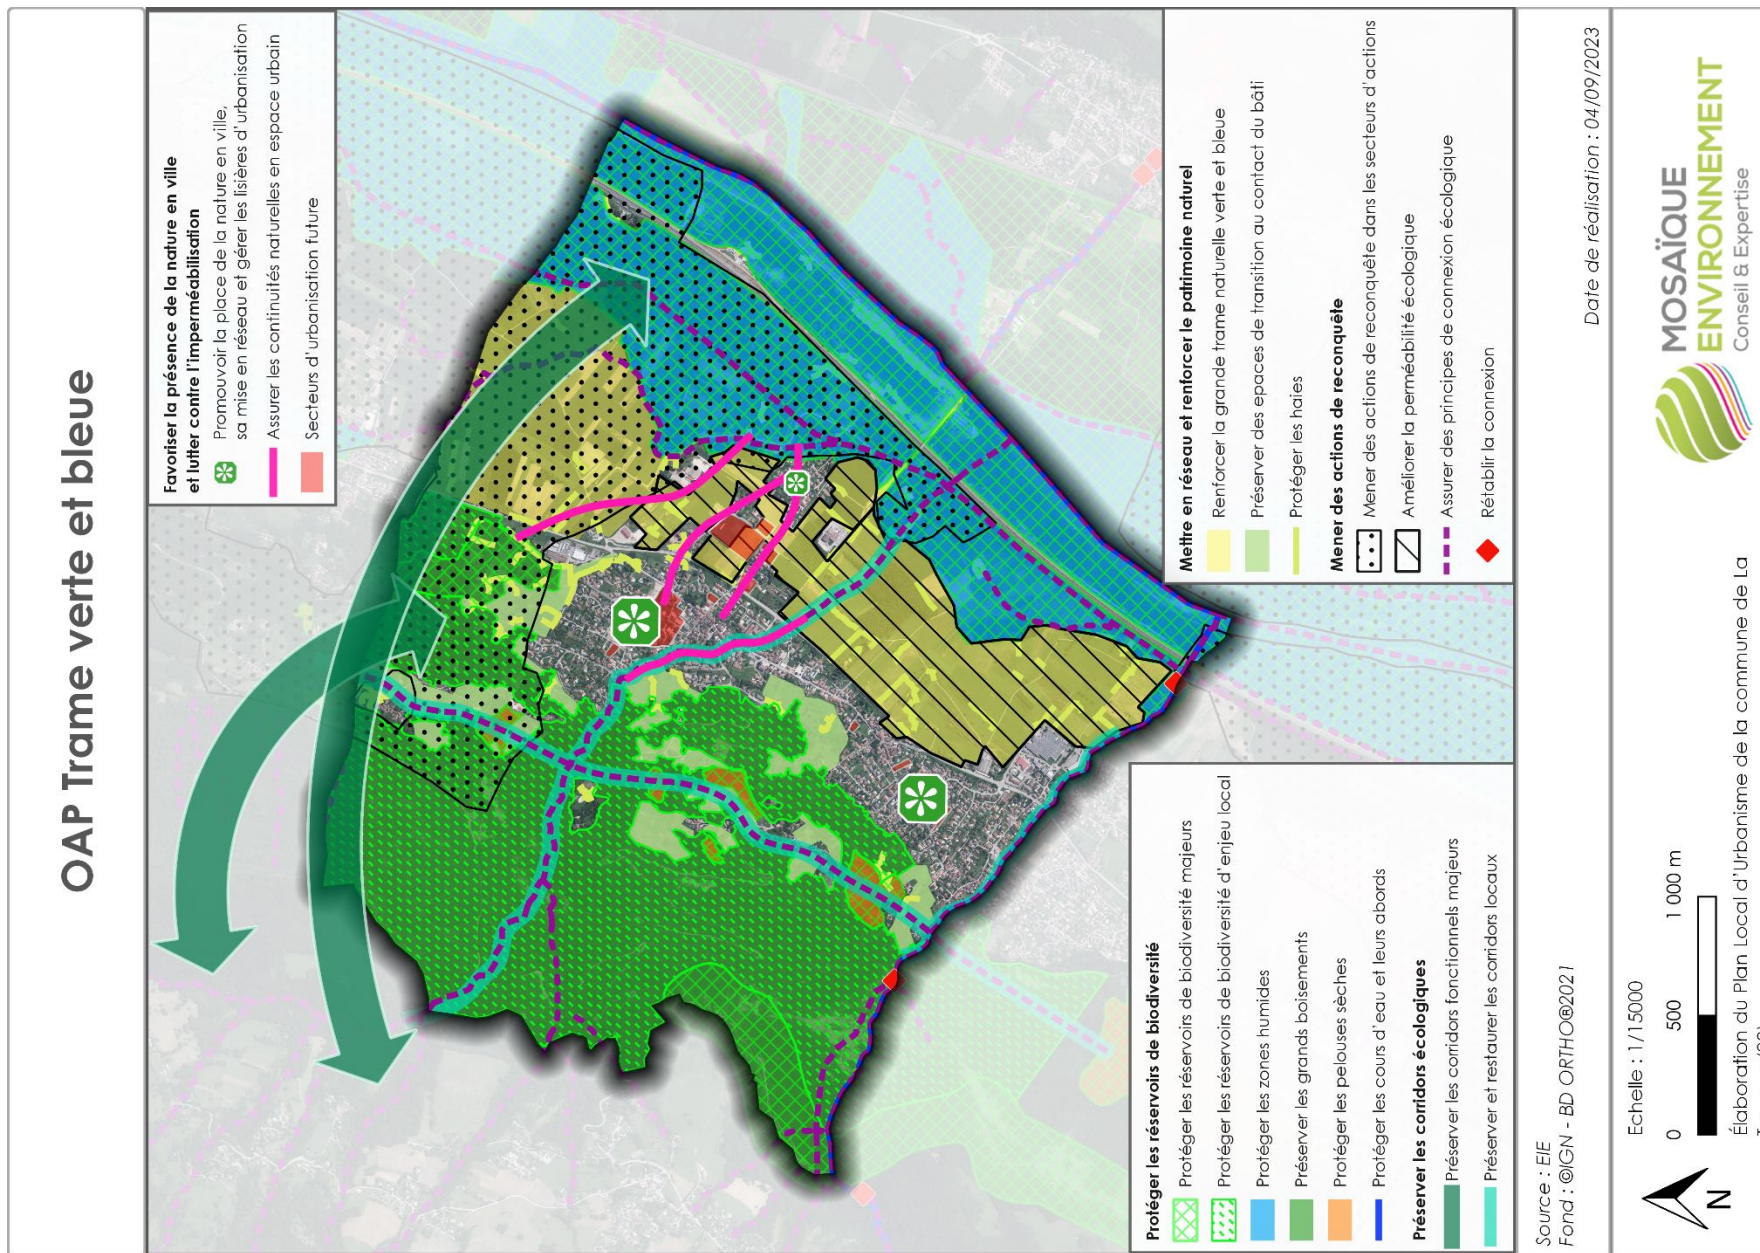 OAP Trame verte et bleue
Favoriser la présence de la nature en ville
et lutter contre l'imperméabilisation
Promouvoir la place de la nature en ville,
sa mise en réseau et gérer les lisières d'urbanisation
Assurer les continuités naturelles en espace urbain
Secteurs d'urbanisation future
Protéger les réservoirs de biodiversité
Protéger les réservoirs de biodiversité majeurs
Protéger les réservoirs de biodiversité d'enjeu local
Protéger les zones humides
Préserver les grands boisements
Protéger les pelouses sèches
Protéger les cours d'eau et leurs abords
Préserver les corridors écologiques
Préserver les corridors fonctionnels majeurs
Préserver et restaurer les corridors locaux
Mettre en réseau et renforcer le patrimoine naturel
Renforcer la grande trame naturelle verte et bleue
Préserver des epaces de transition au contact du bâti
Protéger les haies
Mener des actions de reconquête
Mener des actions de reconquête dans les secteurs d'actions
Améliorer la perméabilité écologique
Assurer des principes de connexion écologique
Rétablir la connexion
Source : EIE
Fond : ©IGN - BD ORTHO®2021
Date de réalisation : 04/09/2023
N
Echelle : 1/15000
0 500 1 000 m
Élaboration du Plan Local d'Urbanisme de la commune de La
MOSAÏQUE
ENVIRONNEMENT
Conseil & Expertise